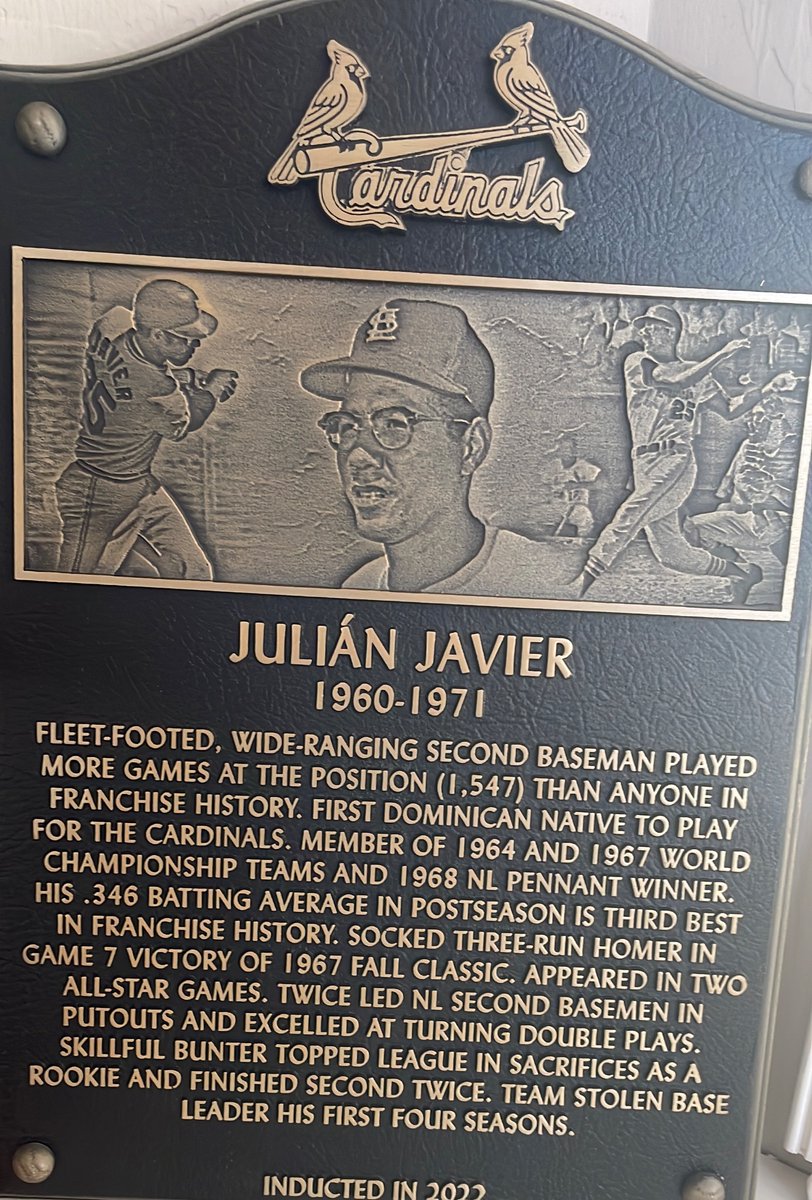 Cardinals
JAVIER
25
STL
25
JULIÁN JAVIER
1960-1971
FLEET-FOOTED, WIDE-RANGING SECOND BASEMAN PLAYED
MORE GAMES AT THE POSITION (1,547) THAN ANYONE IN
FRANCHISE HISTORY. FIRST DOMINICAN NATIVE TO PLAY
FOR THE CARDINALS. MEMBER OF 1964 AND 1967 WORLD
CHAMPIONSHIP TEAMS AND 1968 NL PENNANT WINNER.
HIS .346 BATTING AVERAGE IN POSTSEASON IS THIRD BEST
IN FRANCHISE HISTORY. SOCKED THREE-RUN HOMER IN
GAME 7 VICTORY OF 1967 FALL CLASSIC. APPEARED IN TWO
ALL-STAR GAMES. TWICE LED NL SECOND BASEMEN IN
PUTOUTS AND EXCELLED AT TURNING DOUBLE PLAYS.
SKILLFUL BUNTER TOPPED LEAGUE IN SACRIFICES AS A
ROOKIE AND FINISHED SECOND TWICE. TEAM STOLEN BASE
LEADER HIS FIRST FOUR SEASONS.
INDUCTED IN 2022